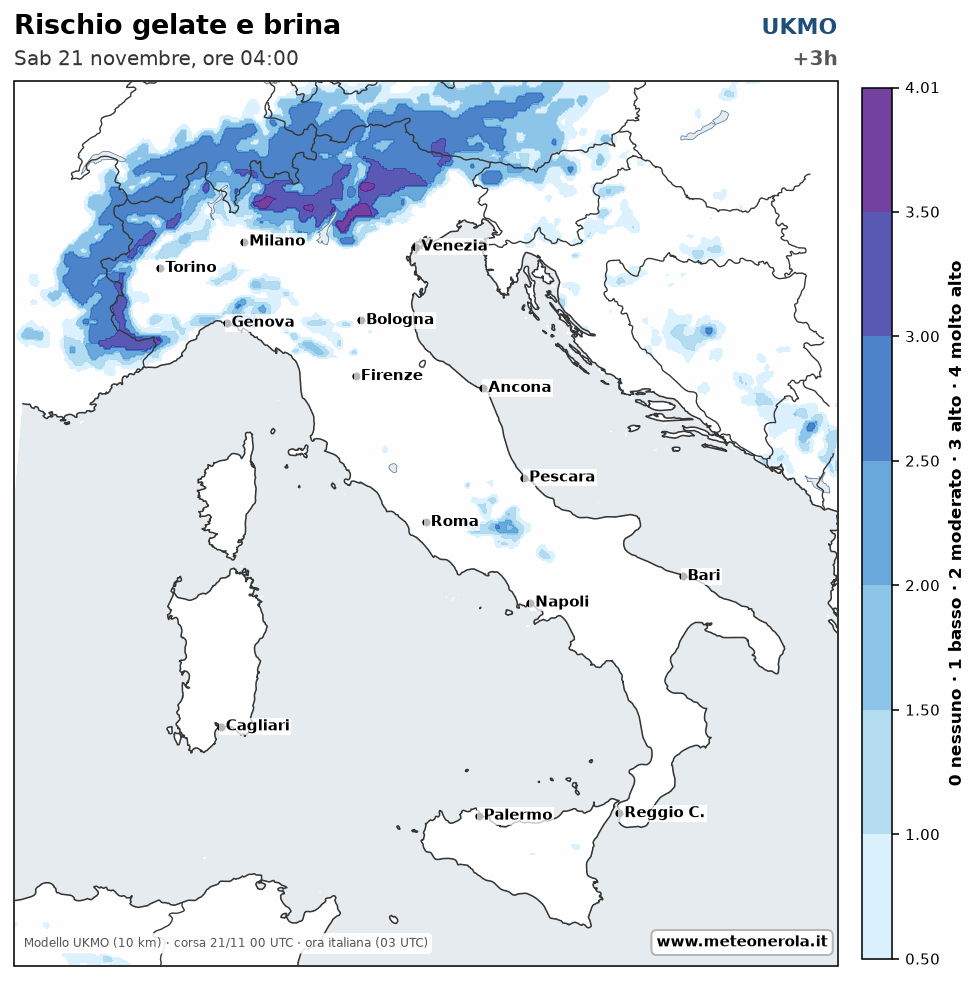 Rischio gelate e brina
UKMO
Sab 21 novembre, ore 04:00
+3h
4.01
3.50
3.00
2.50
2.00
1.50
1.00
0.50
0 nessuno · 1 basso · 2 moderato · 3 alto · 4 molto alto
Milano
Venezia
Torino
Genova
Bologna
Firenze
Ancona
Pescara
Roma
Bari
Napoli
Cagliari
Palermo
Reggio C.
Modello UKMO (10 km) · corsa 21/11 00 UTC · ora italiana (03 UTC)
www.meteonerola.it